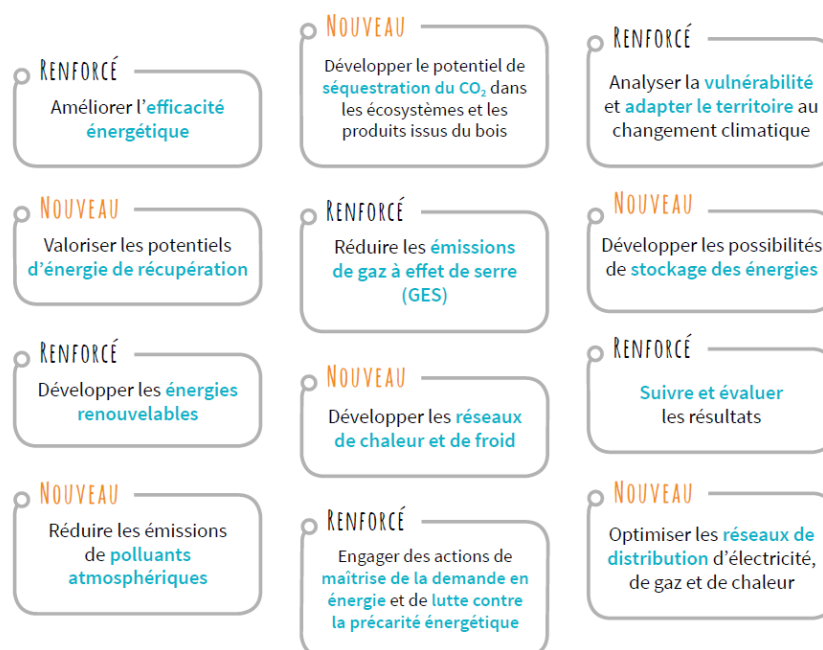 RENFORCÉ
Améliorer l'efficacité
énergétique
NOUVEAU
Développer le potentiel de
séquestration du CO₂ dans
les écosystèmes et les
produits issus du bois
RENFORCÉ
Analyser la vulnérabilité
et adapter le territoire au
changement climatique
NOUVEAU
Valoriser les potentiels
d'énergie de récupération
RENFORCÉ
Réduire les émissions
de gaz à effet de serre
(GES)
NOUVEAU
Développer les possibilités
de stockage des énergies
RENFORCÉ
Développer les énergies
renouvelables
NOUVEAU
Développer les réseaux
de chaleur et de froid
RENFORCÉ
Suivre et évaluer
les résultats
NOUVEAU
Réduire les émissions
de polluants
atmosphériques
RENFORCÉ
Engager des actions de
maîtrise de la demande en
énergie et de lutte contre
la précarité énergétique
NOUVEAU
Optimiser les réseaux de
distribution d'électricité,
de gaz et de chaleur